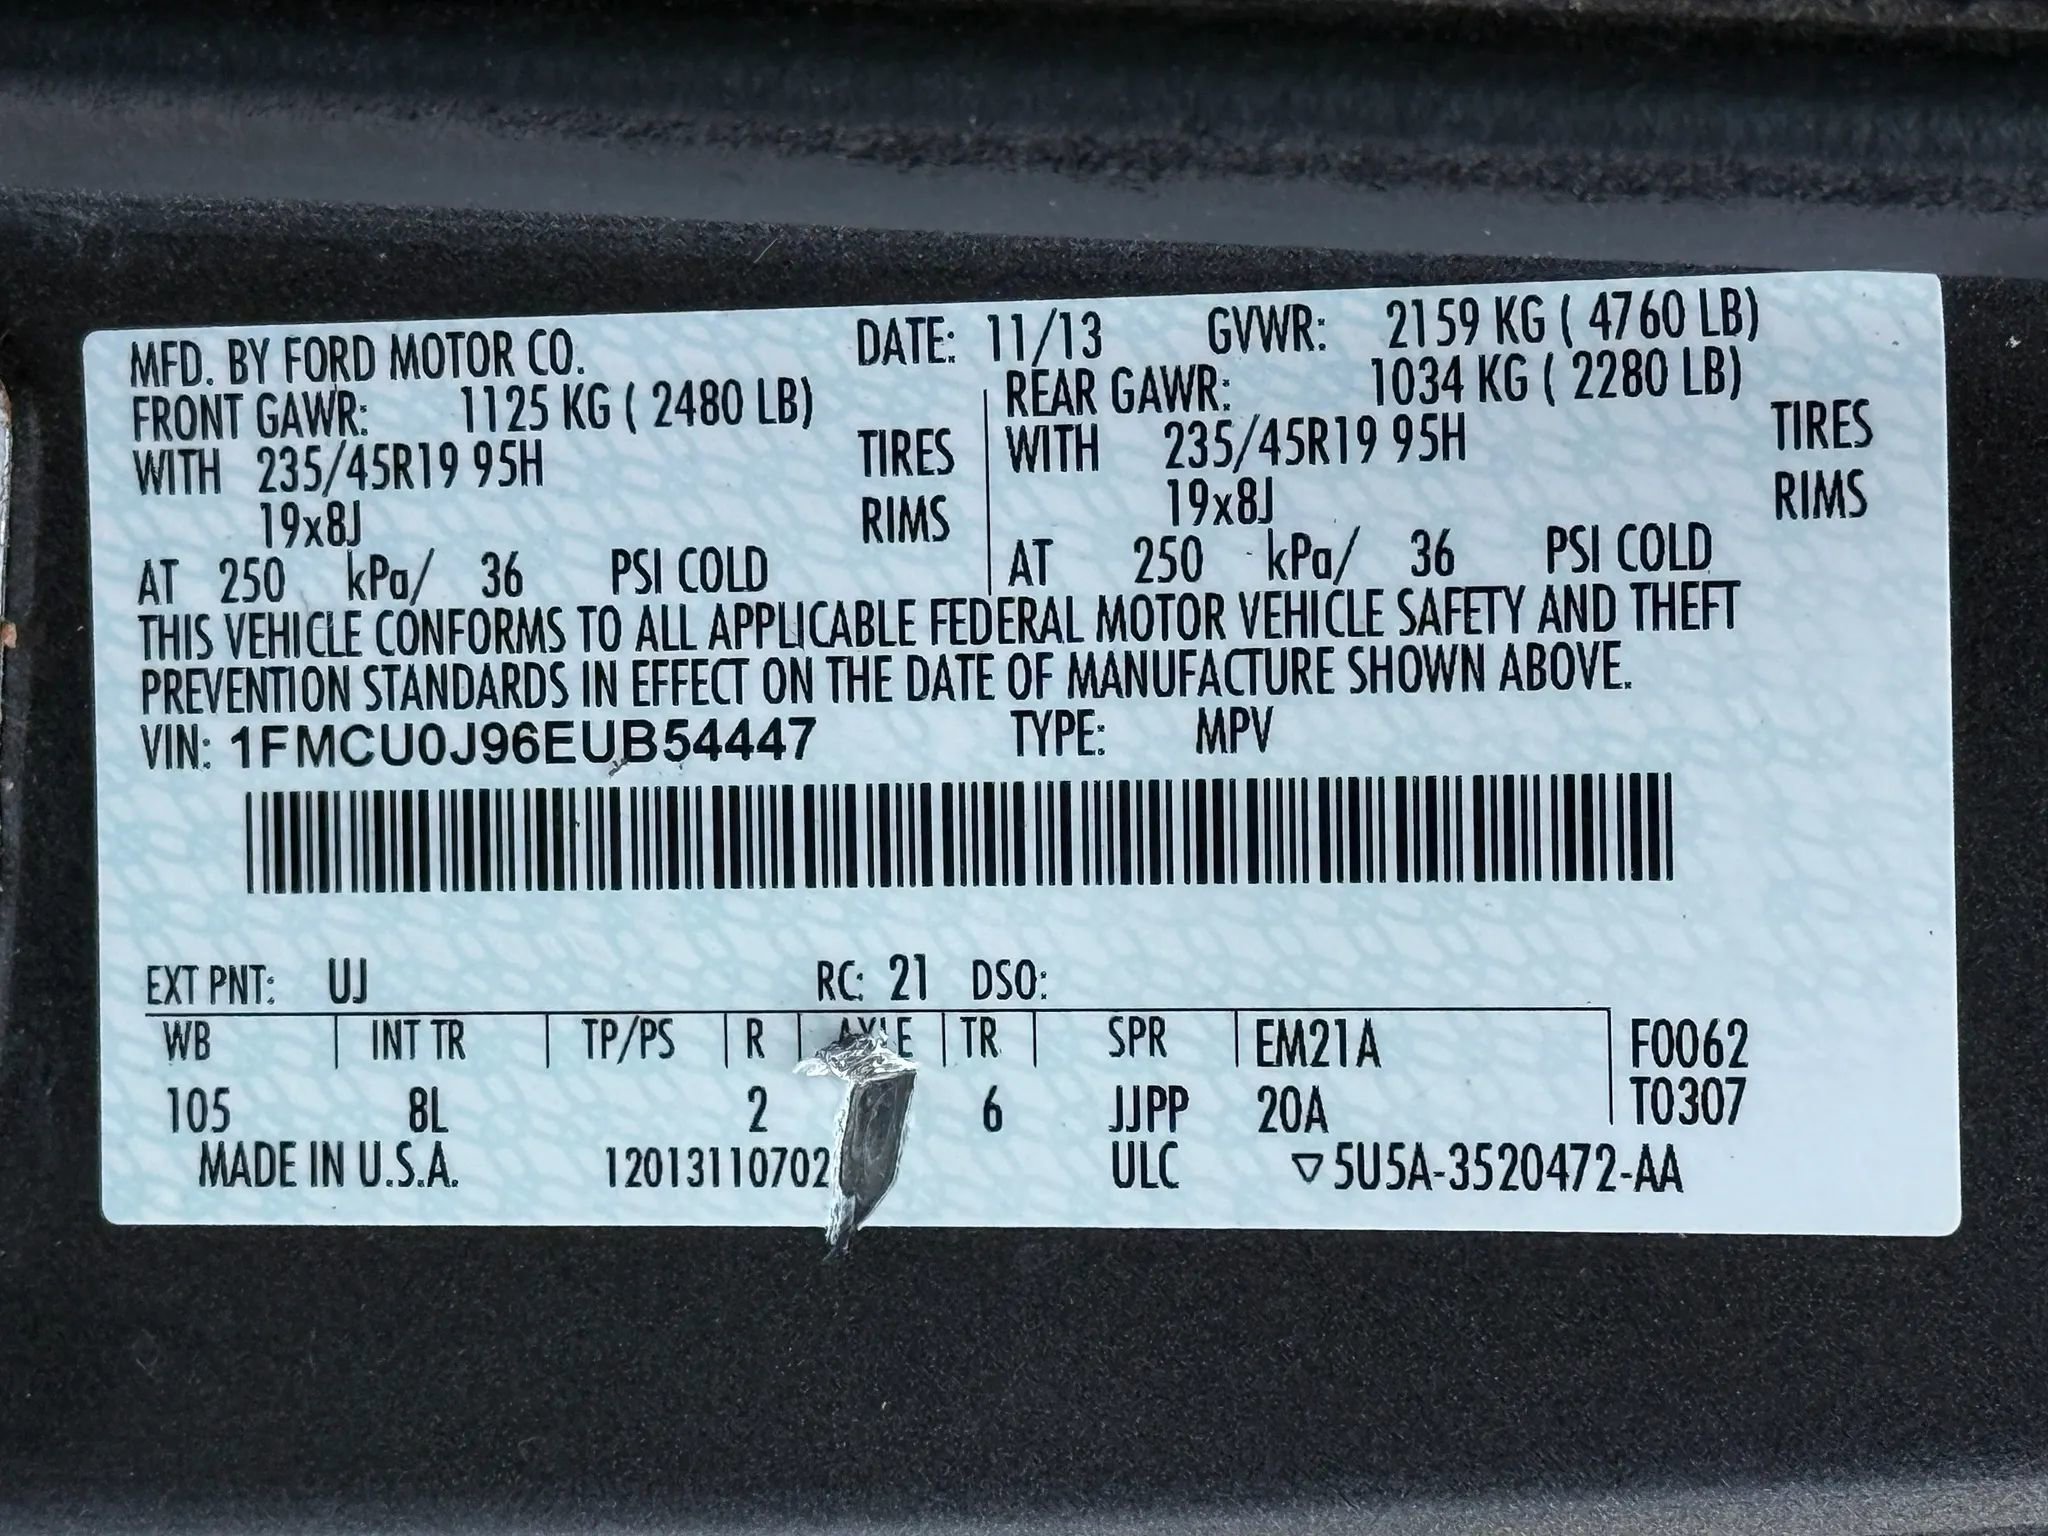 MFD. BY FORD MOTOR CO. DATE: 11/13 GVWR: 2159 KG ( 4760 LB)
FRONT GAWR: 1125 KG ( 2480 LB) REAR GAWR: 1034 KG ( 2280 LB)
WITH 235/45R19 95H TIRES WITH 235/45R19 95H TIRES
19x8J RIMS 19x8J RIMS
AT 250 kPa/ 36 PSI COLD AT 250 kPa/ 36 PSI COLD
THIS VEHICLE CONFORMS TO ALL APPLICABLE FEDERAL MOTOR VEHICLE SAFETY AND THEFT
PREVENTION STANDARDS IN EFFECT ON THE DATE OF MANUFACTURE SHOWN ABOVE.
VIN: 1FMCU0J96EUB54447 TYPE: MPV
EXT PNT: UJ RC: 21 DSO:
WB INT TR TP/PS R AXLE TR SPR EM21A F0062
105 8L 2 6 JJPP 20A T0307
MADE IN U.S.A. 12013110702 ULC ▽5U5A-3520472-AA